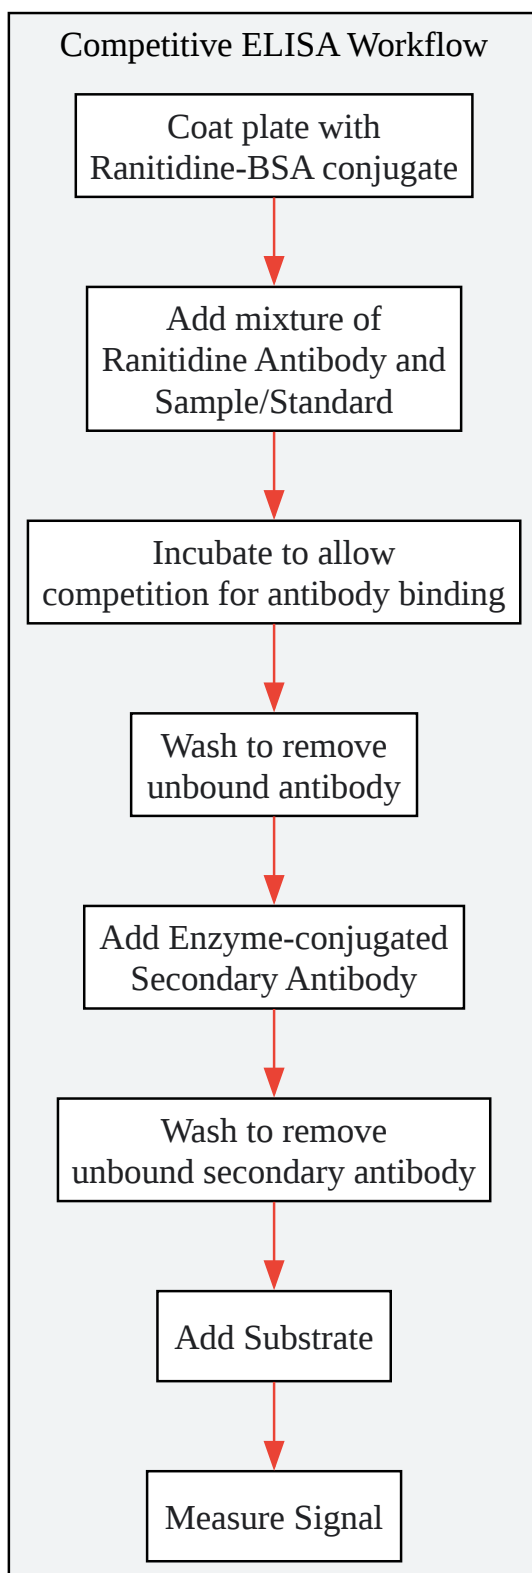 Competitive ELISA Workflow
Coat plate with
Ranitidine-BSA conjugate
Add mixture of
Ranitidine Antibody and
Sample/Standard
Incubate to allow
competition for antibody binding
Wash to remove
unbound antibody
Add Enzyme-conjugated
Secondary Antibody
Wash to remove
unbound secondary antibody
Add Substrate
Measure Signal